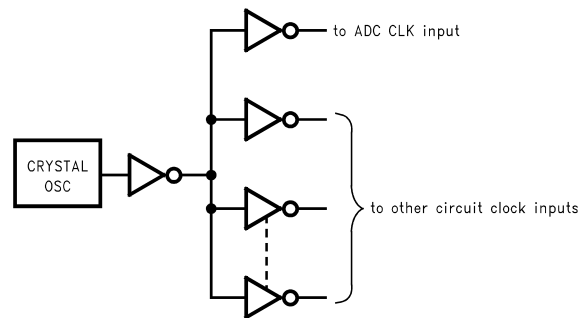 to ADC CLK input
CRYSTAL
OSC
to other circuit clock inputs